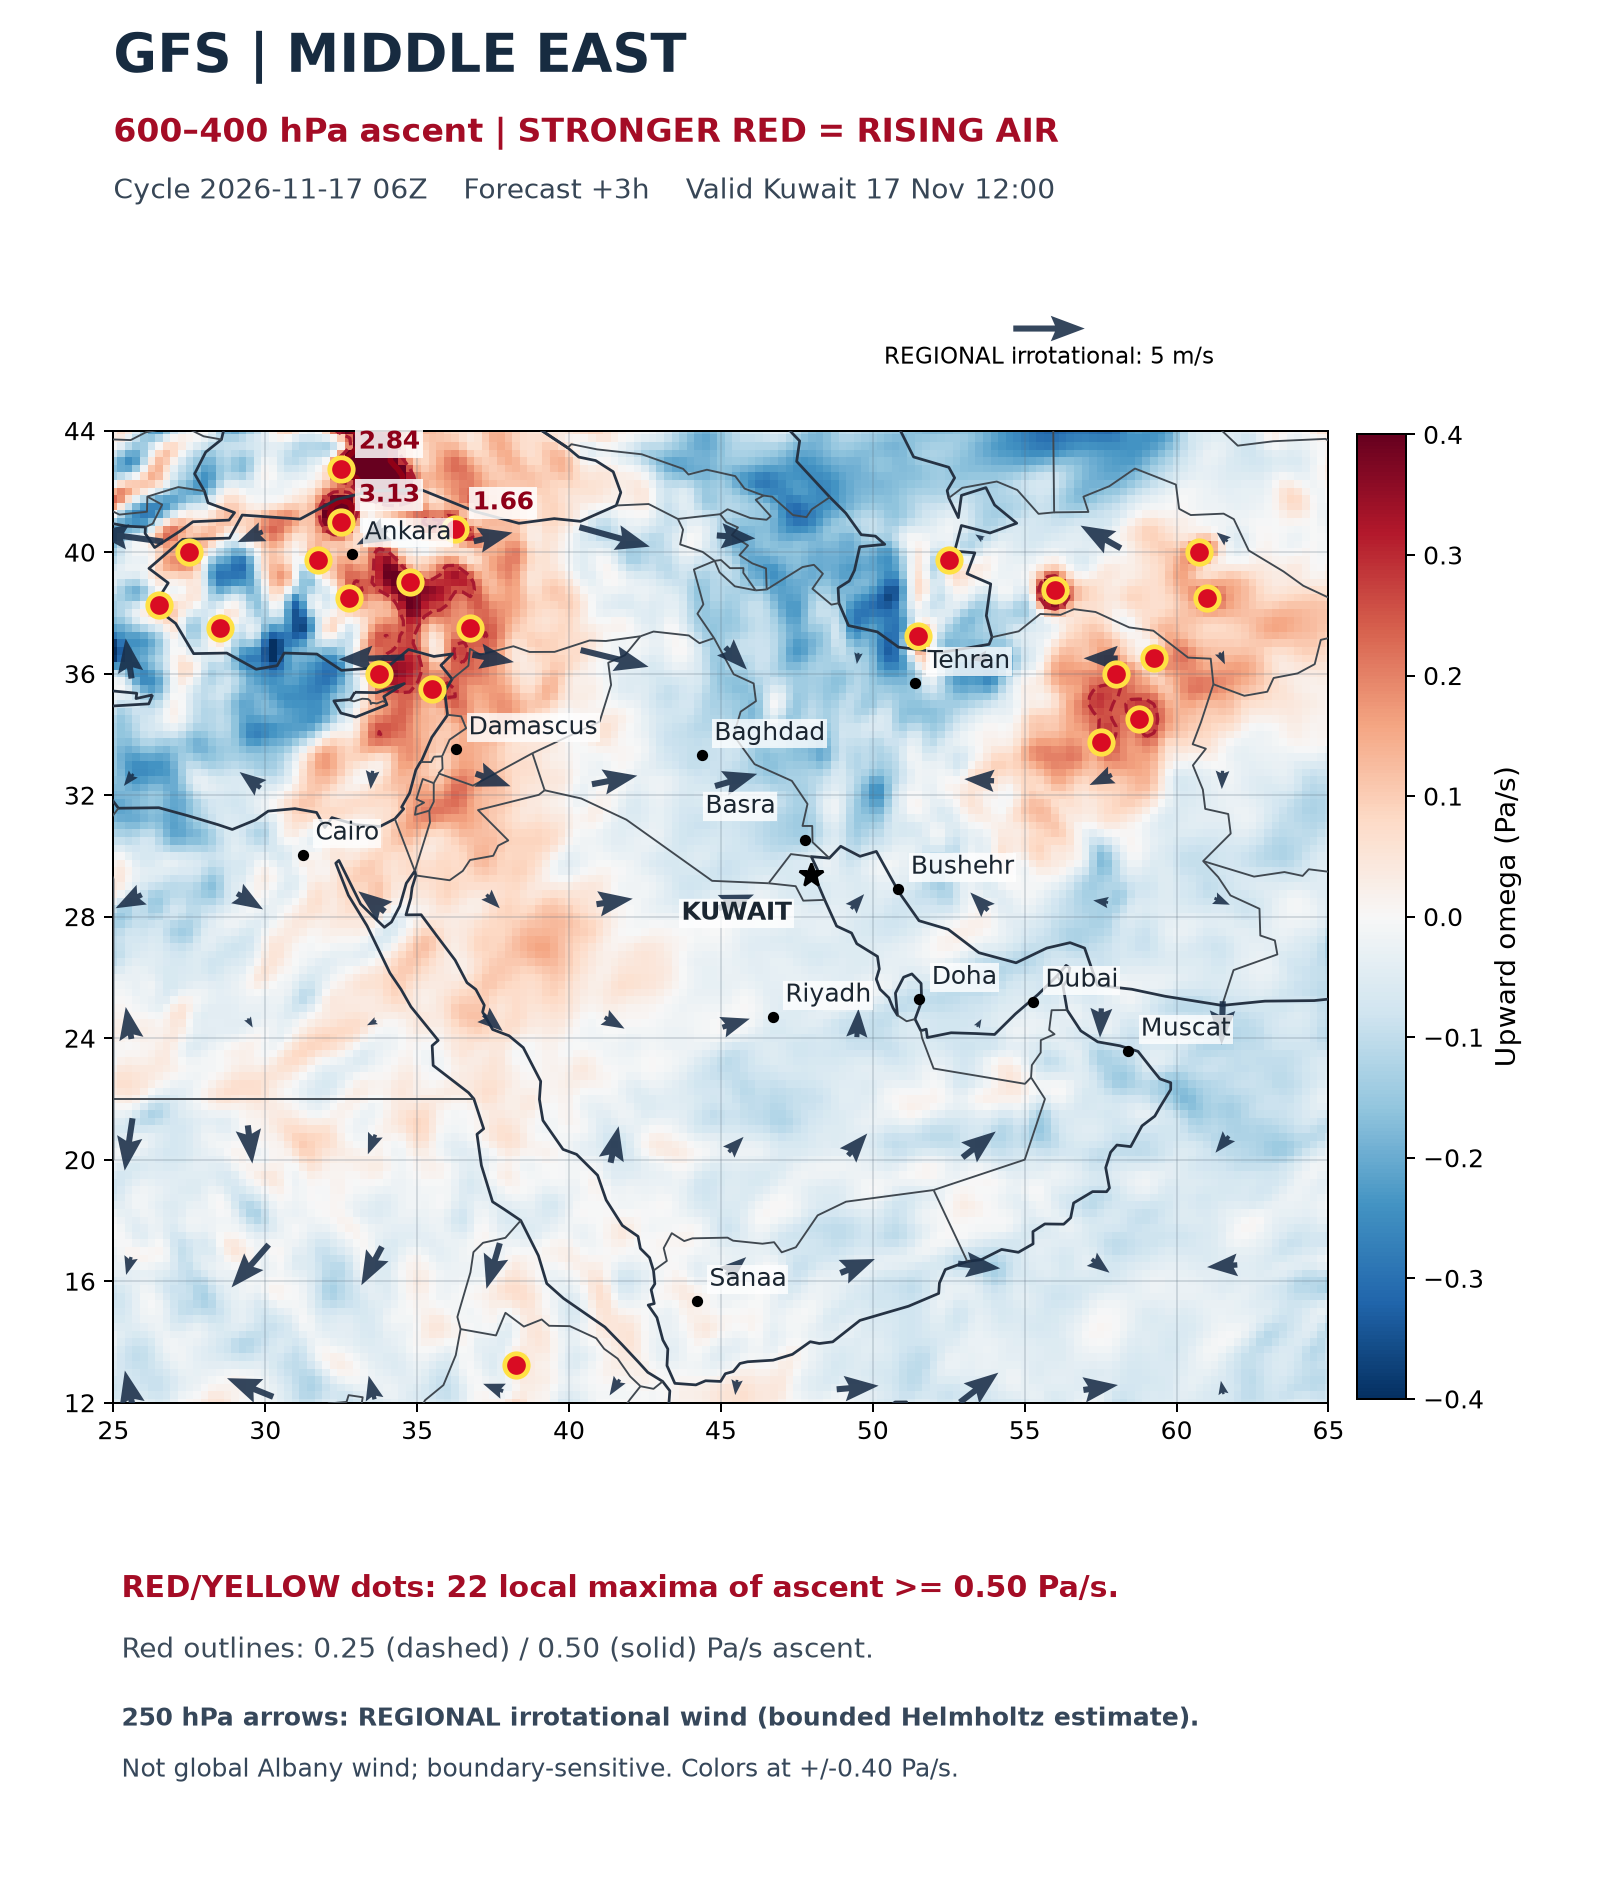 GFS | MIDDLE EAST
600–400 hPa ascent | STRONGER RED = RISING AIR
Cycle 2026-11-17 06Z    Forecast +3h    Valid Kuwait 17 Nov 12:00
REGIONAL irrotational: 5 m/s
2.84
3.13
1.66
Ankara
Tehran
Damascus
Baghdad
Basra
Cairo
Bushehr
KUWAIT
Doha
Dubai
Riyadh
Muscat
Sanaa
44
40
36
32
28
24
20
16
12
25 30 35 40 45 50 55 60 65
0.4
0.3
0.2
0.1
0.0
−0.1
−0.2
−0.3
−0.4
Upward omega (Pa/s)
RED/YELLOW dots: 22 local maxima of ascent >= 0.50 Pa/s.
Red outlines: 0.25 (dashed) / 0.50 (solid) Pa/s ascent.
250 hPa arrows: REGIONAL irrotational wind (bounded Helmholtz estimate).
Not global Albany wind; boundary-sensitive. Colors at +/-0.40 Pa/s.